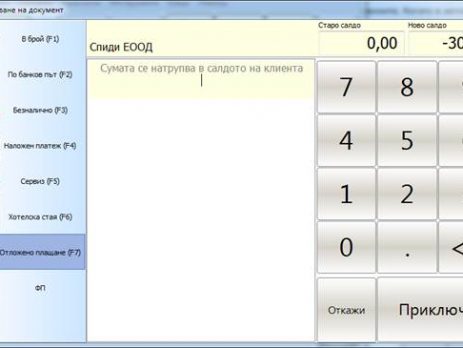 ване на документ
В брой (F1)
По банков път (F2)
Безналично (F3)
Наложен платеж (F4)
Сервиз (F5)
Хотелска стая (F6)
Отложено плащане (F7)
ФП
Спиди ЕООД
Старо салдо
Ново салдо
0,00
-30
Сумата се натрупва в салдото на клиента
7 8
4 5
1 2
0 . <
Откажи
Приключ